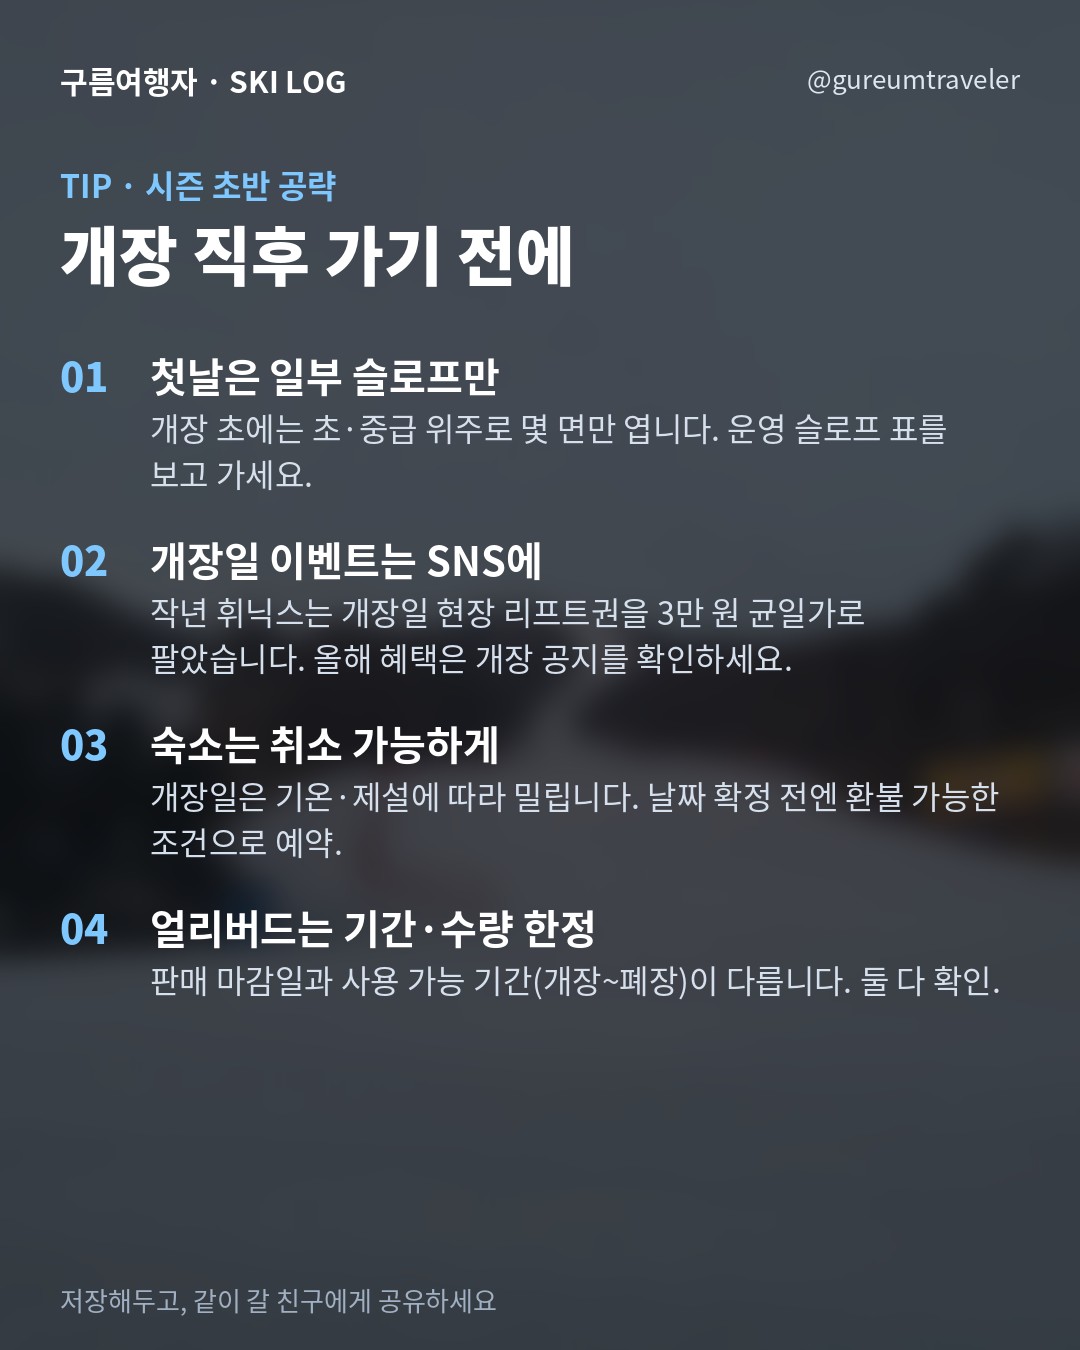 구름여행자 · SKI LOG
@gureumtraveler
TIP · 시즌 초반 공략
개장 직후 가기 전에
01 첫날은 일부 슬로프만
개장 초에는 초·중급 위주로 몇 면만 엽니다. 운영 슬로프 표를
보고 가세요.
02 개장일 이벤트는 SNS에
작년 휘닉스는 개장일 현장 리프트권을 3만 원 균일가로
팔았습니다. 올해 혜택은 개장 공지를 확인하세요.
03 숙소는 취소 가능하게
개장일은 기온·제설에 따라 밀립니다. 날짜 확정 전엔 환불 가능한
조건으로 예약.
04 얼리버드는 기간·수량 한정
판매 마감일과 사용 가능 기간(개장~폐장)이 다릅니다. 둘 다 확인.
저장해두고, 같이 갈 친구에게 공유하세요